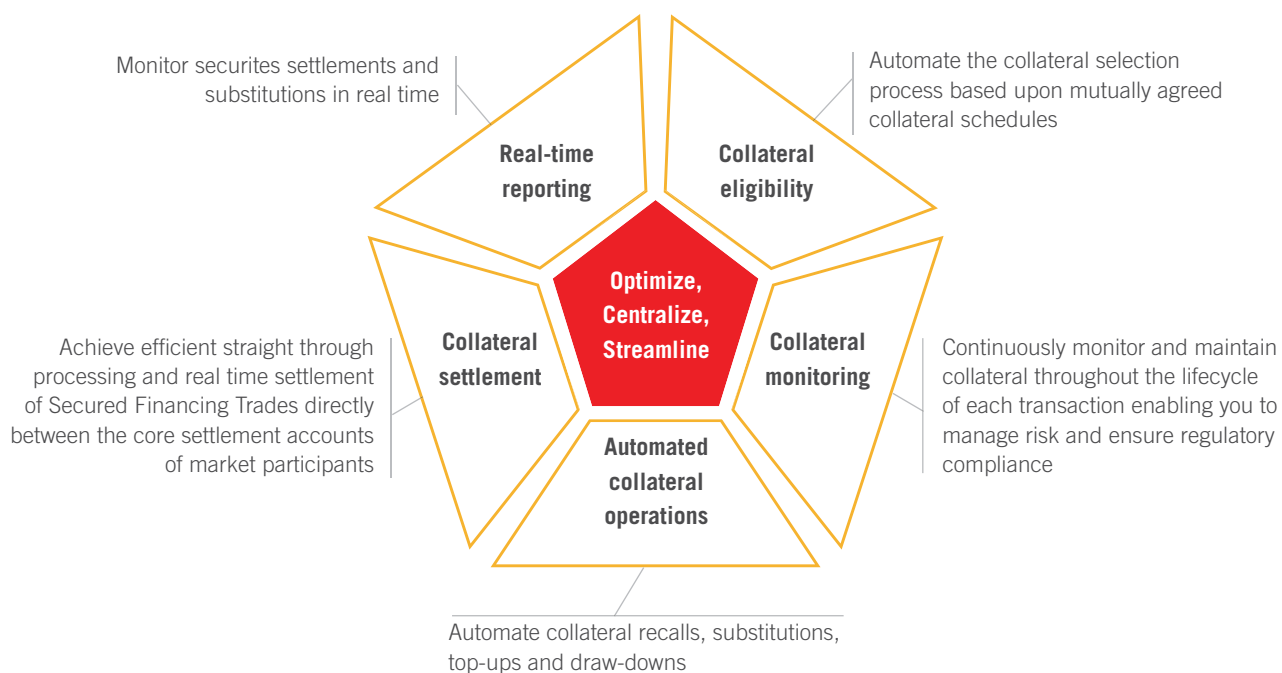 Monitor securites settlements and
substitutions in real time
Automate the collateral selection
process based upon mutually agreed
collateral schedules
Real-time
reporting
Collateral
eligibility
Optimize,
Centralize,
Streamline
Collateral
settlement
Collateral
monitoring
Achieve efficient straight through
processing and real time settlement
of Secured Financing Trades directly
between the core settlement accounts
of market participants
Continuously monitor and maintain
collateral throughout the lifecycle
of each transaction enabling you to
manage risk and ensure regulatory
compliance
Automated
collateral
operations
Automate collateral recalls, substitutions,
top-ups and draw-downs